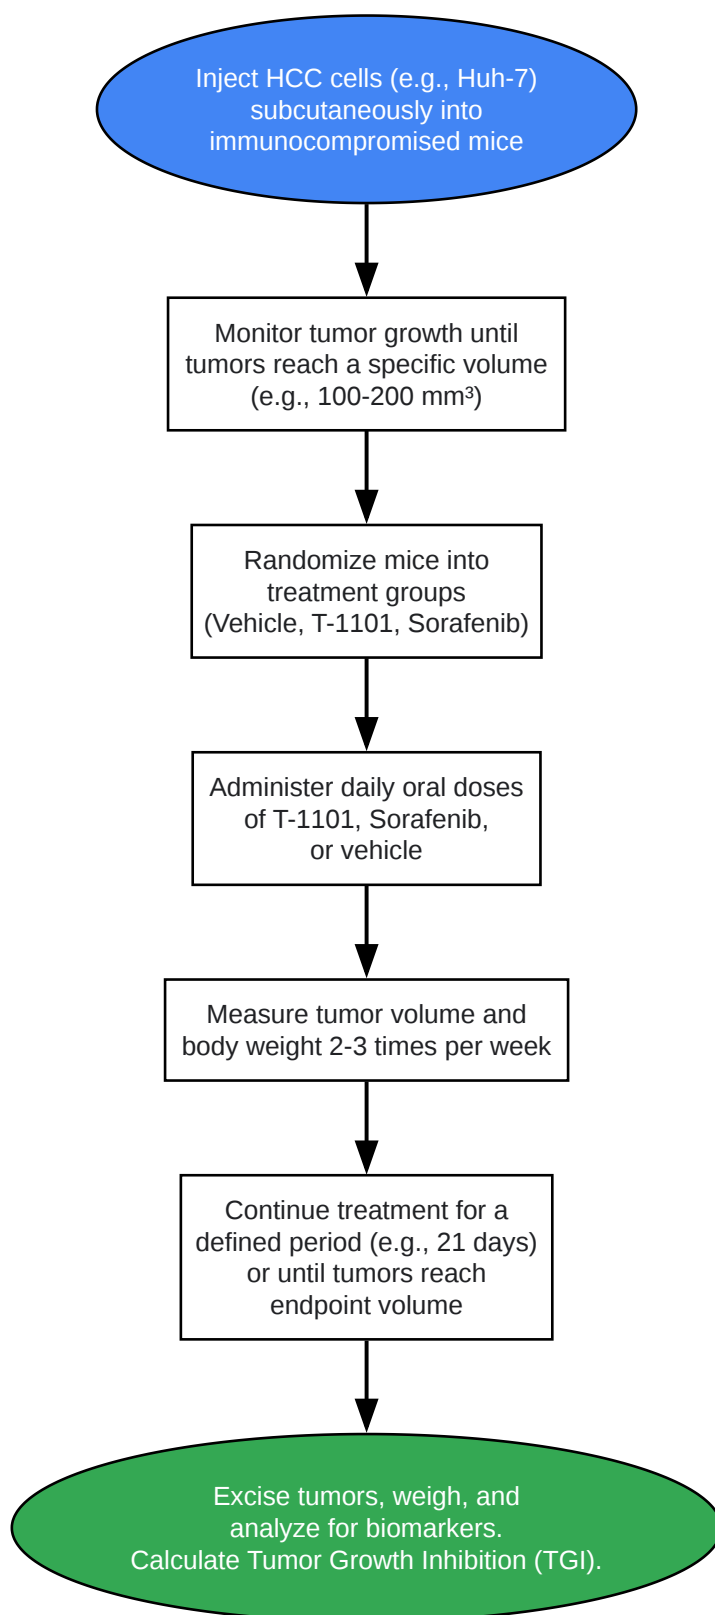 Inject HCC cells (e.g., Huh-7)
subcutaneously into
immunocompromised mice
Monitor tumor growth until
tumors reach a specific volume
(e.g., 100-200 mm³)
Randomize mice into
treatment groups
(Vehicle, T-1101, Sorafenib)
Administer daily oral doses
of T-1101, Sorafenib,
or vehicle
Measure tumor volume and
body weight 2-3 times per week
Continue treatment for a
defined period (e.g., 21 days)
or until tumors reach
endpoint volume
Excise tumors, weigh, and
analyze for biomarkers.
Calculate Tumor Growth Inhibition (TGI).